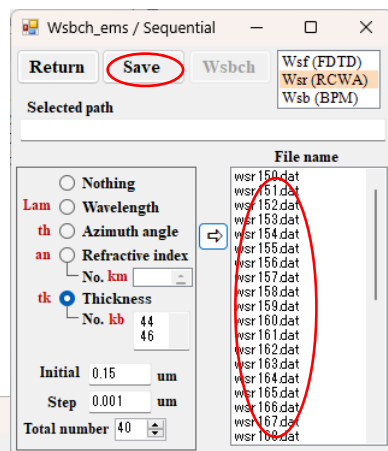 Wsbch_ems / Sequential
Return Save Wsbch
Wsf (FDTD)
Wsr (RCWA)
Wsb (BPM)
Selected path
File name
Nothing
Lam Wavelength
th Azimuth angle
an Refractive index
No. km
tk Thickness
No. kb 44
46
Initial 0.15 um
Step 0.001 um
Total number 40
wsr150.dat
wsr151.dat
wsr152.dat
wsr153.dat
wsr154.dat
wsr155.dat
wsr156.dat
wsr157.dat
wsr158.dat
wsr159.dat
wsr160.dat
wsr161.dat
wsr162.dat
wsr163.dat
wsr164.dat
wsr165.dat
wsr166.dat
wsr167.dat
wsr168.dat